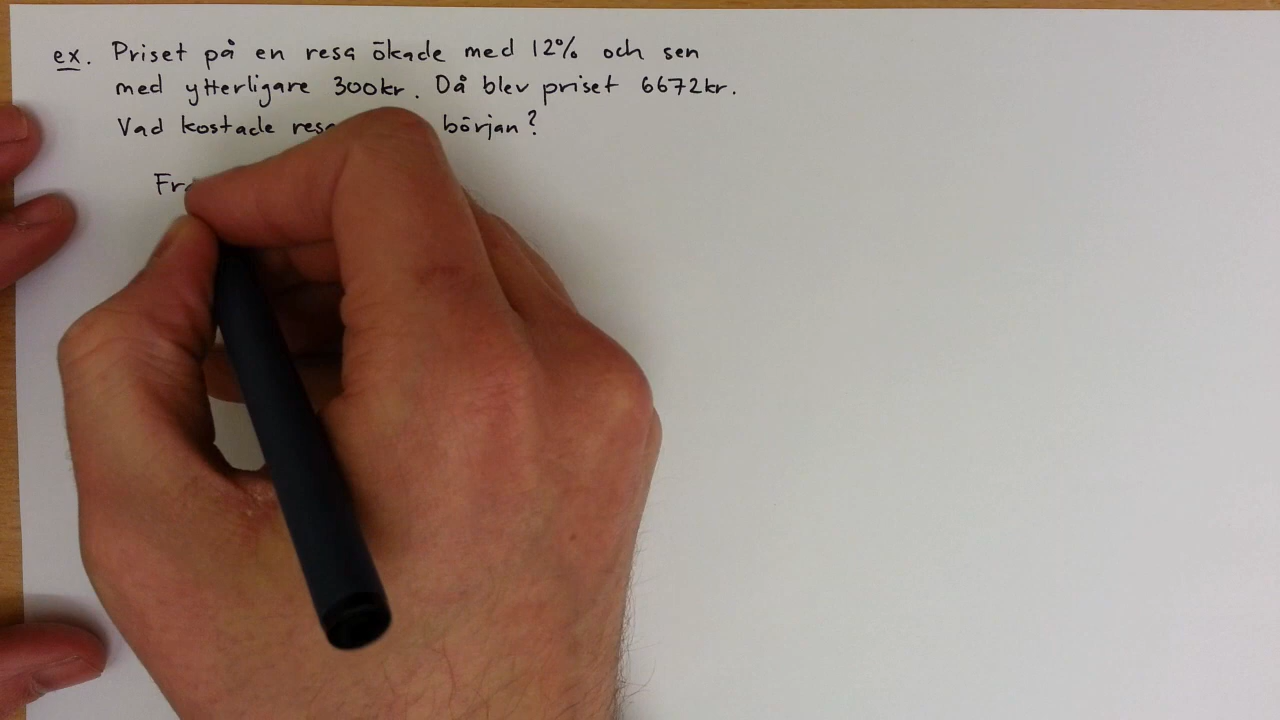 ex. Priset på en resa ökade med 12% och sen
med ytterligare 300kr. Då blev priset 6672kr.
Vad kostade början?